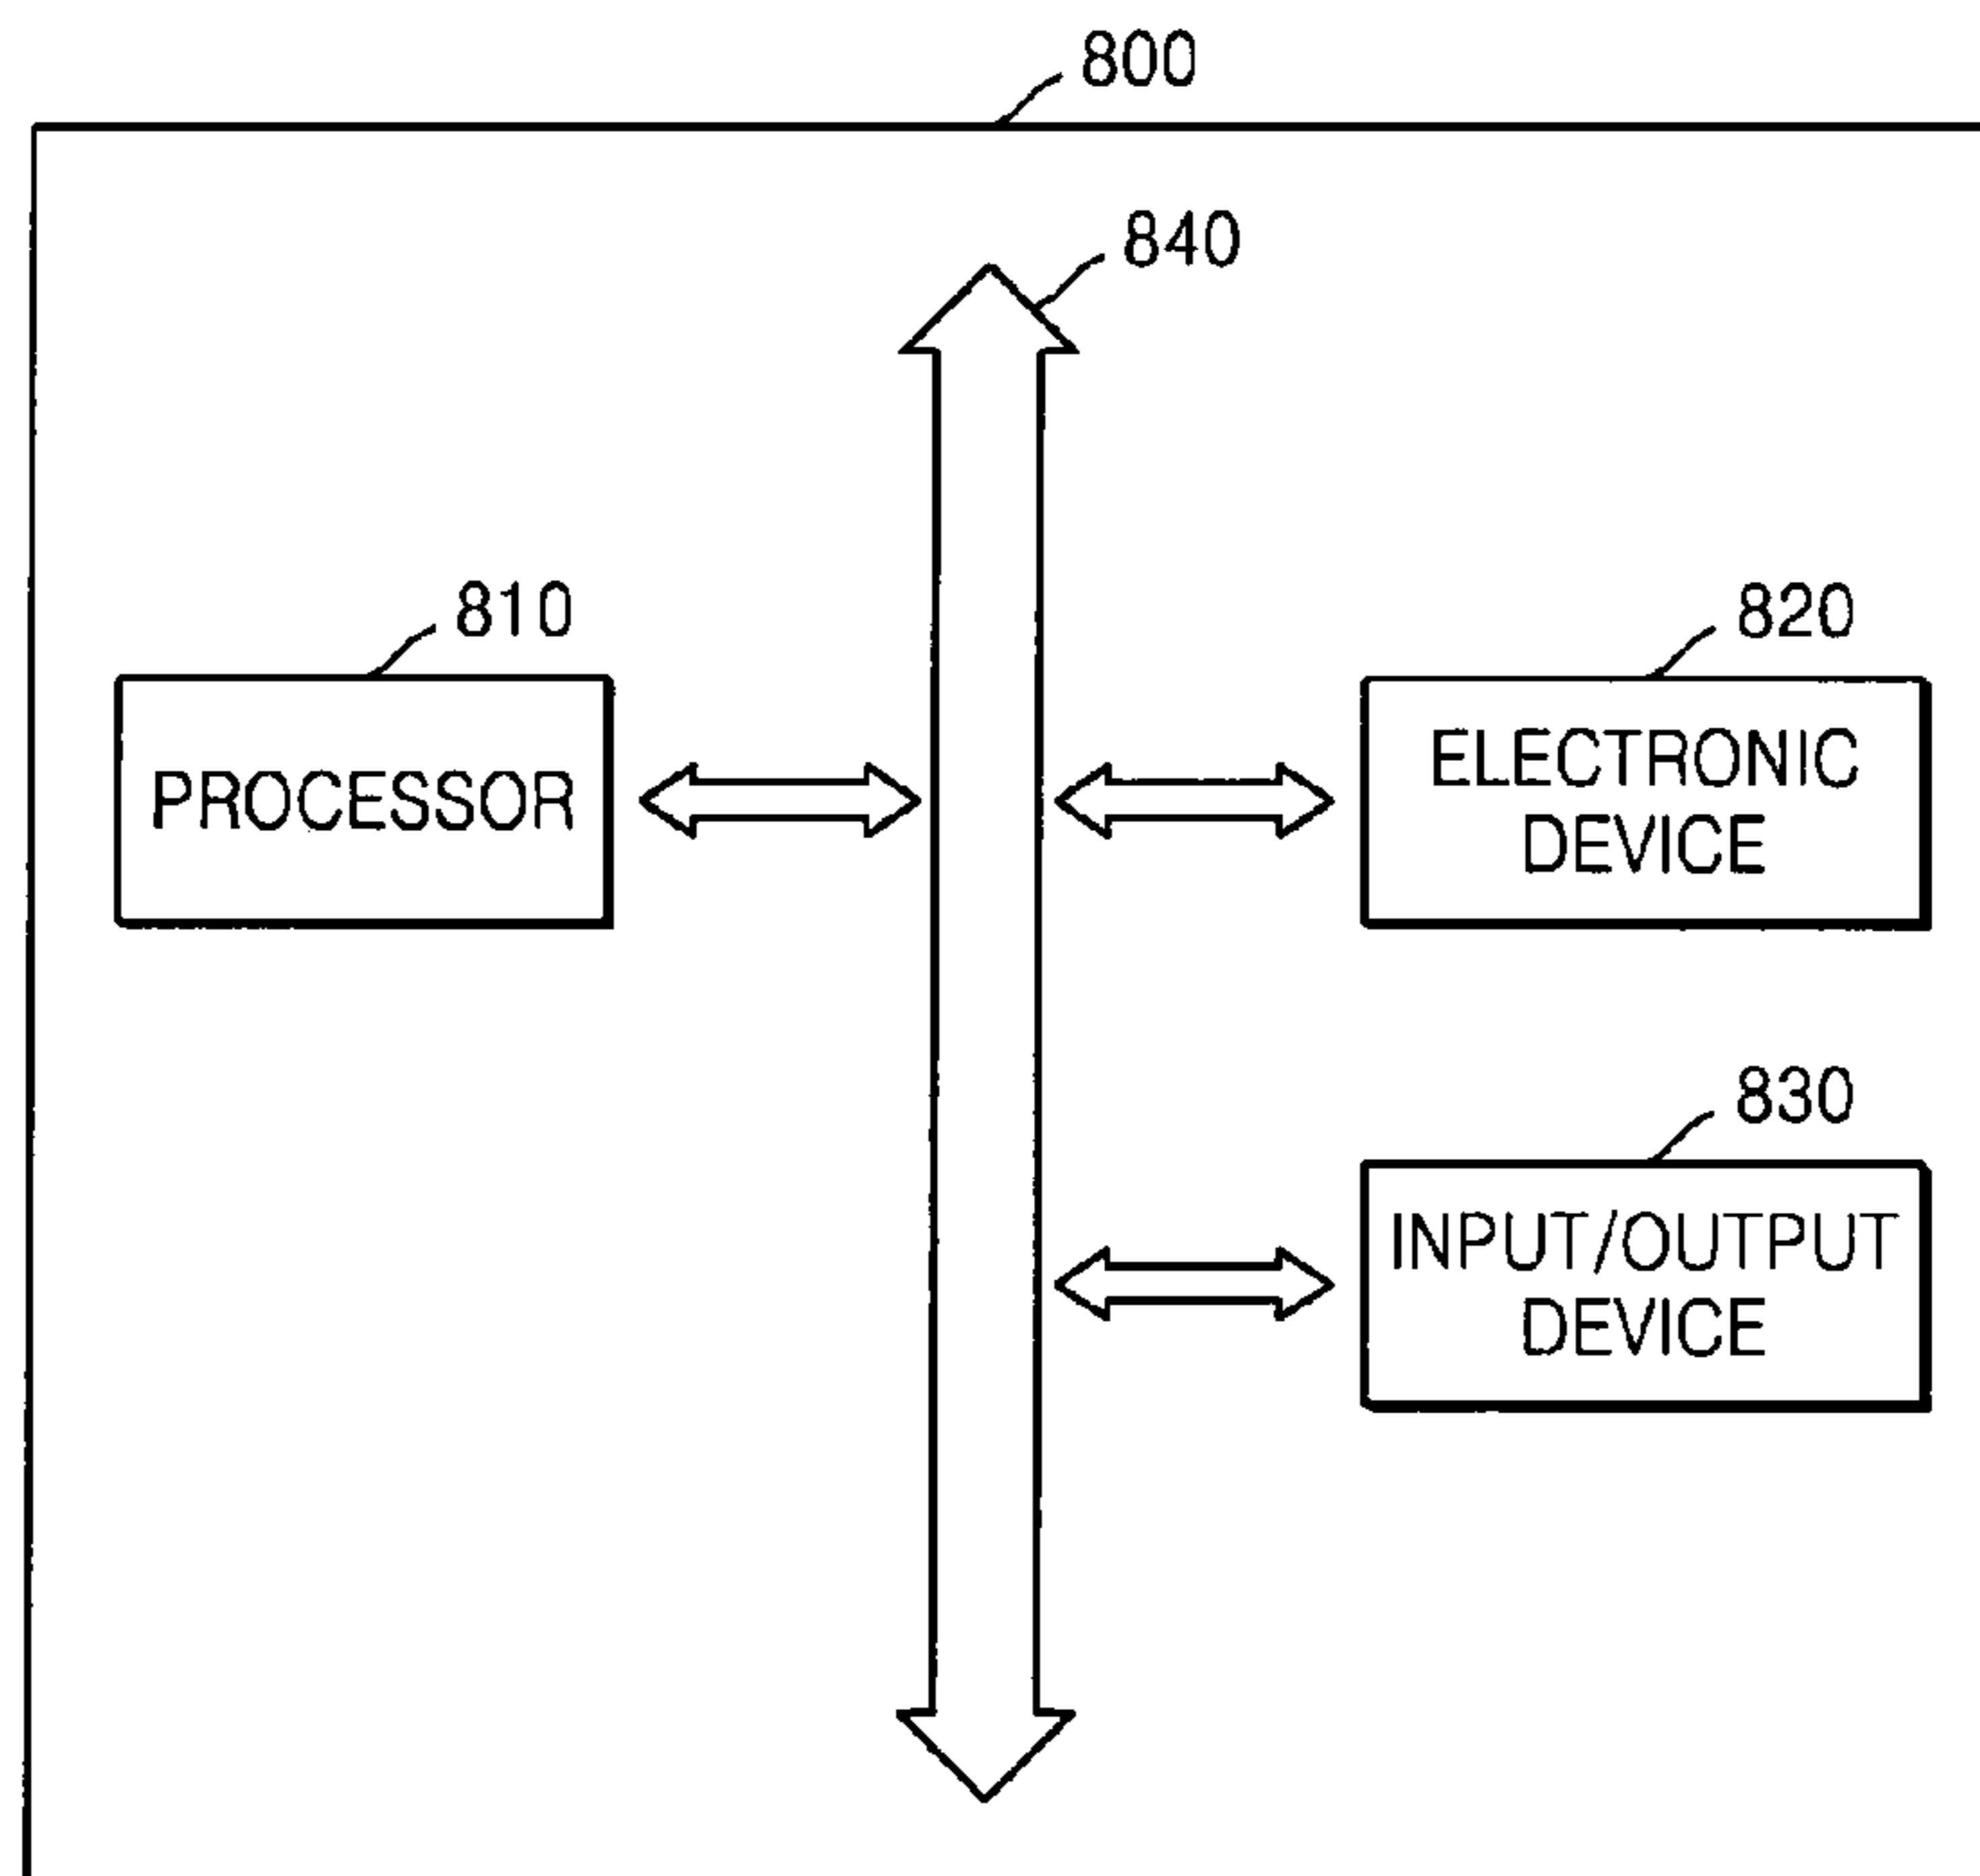 800
840
810
820
PROCESSOR
ELECTRONIC
DEVICE
830
INPUT/OUTPUT
DEVICE